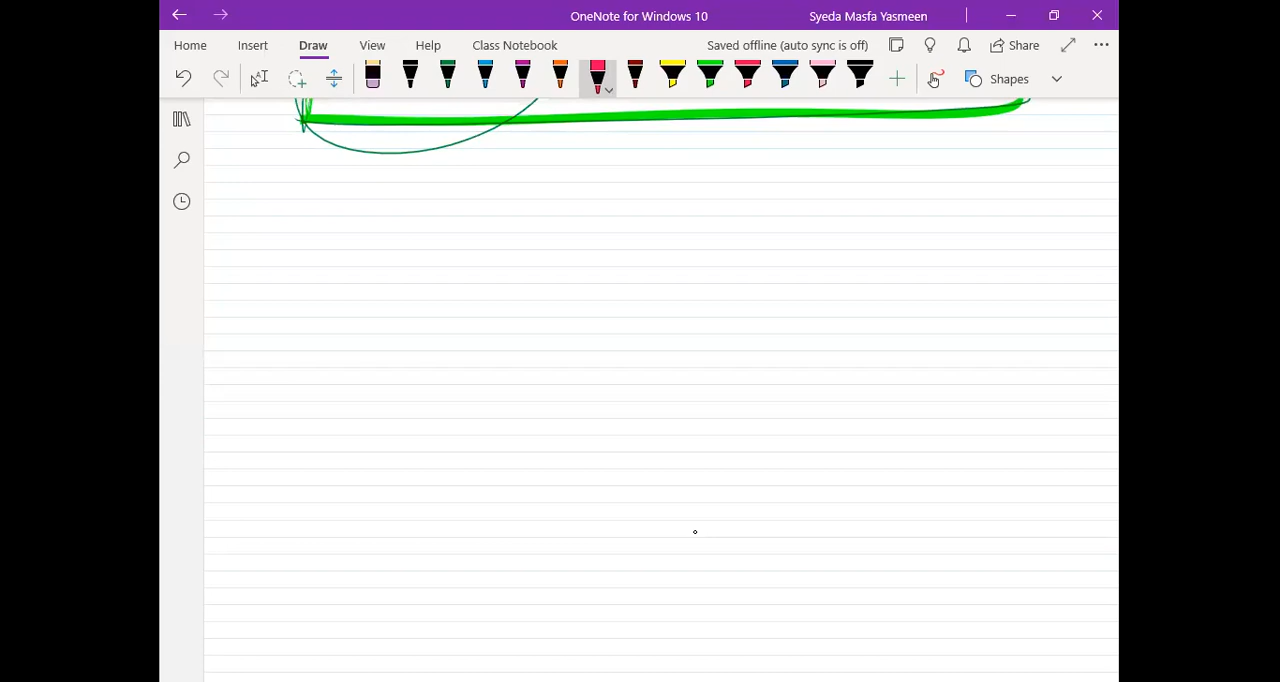 OneNote for Windows 10
Syeda Masfa Yasmeen
Home Insert Draw View Help Class Notebook
Saved offline (auto sync is off)
Share
Shapes